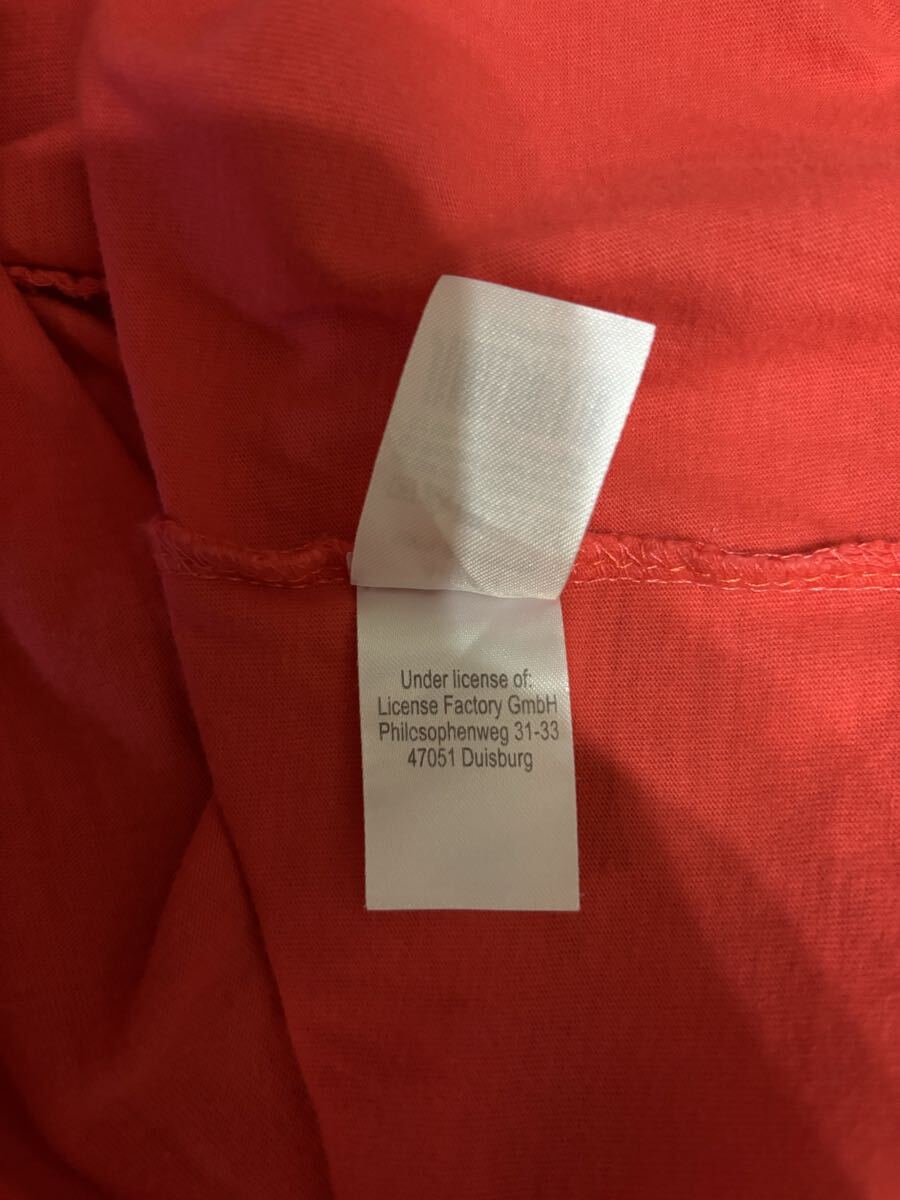 Under license of:
License Factory GmbH
Philcsophenweg 31-33
47051 Duisburg